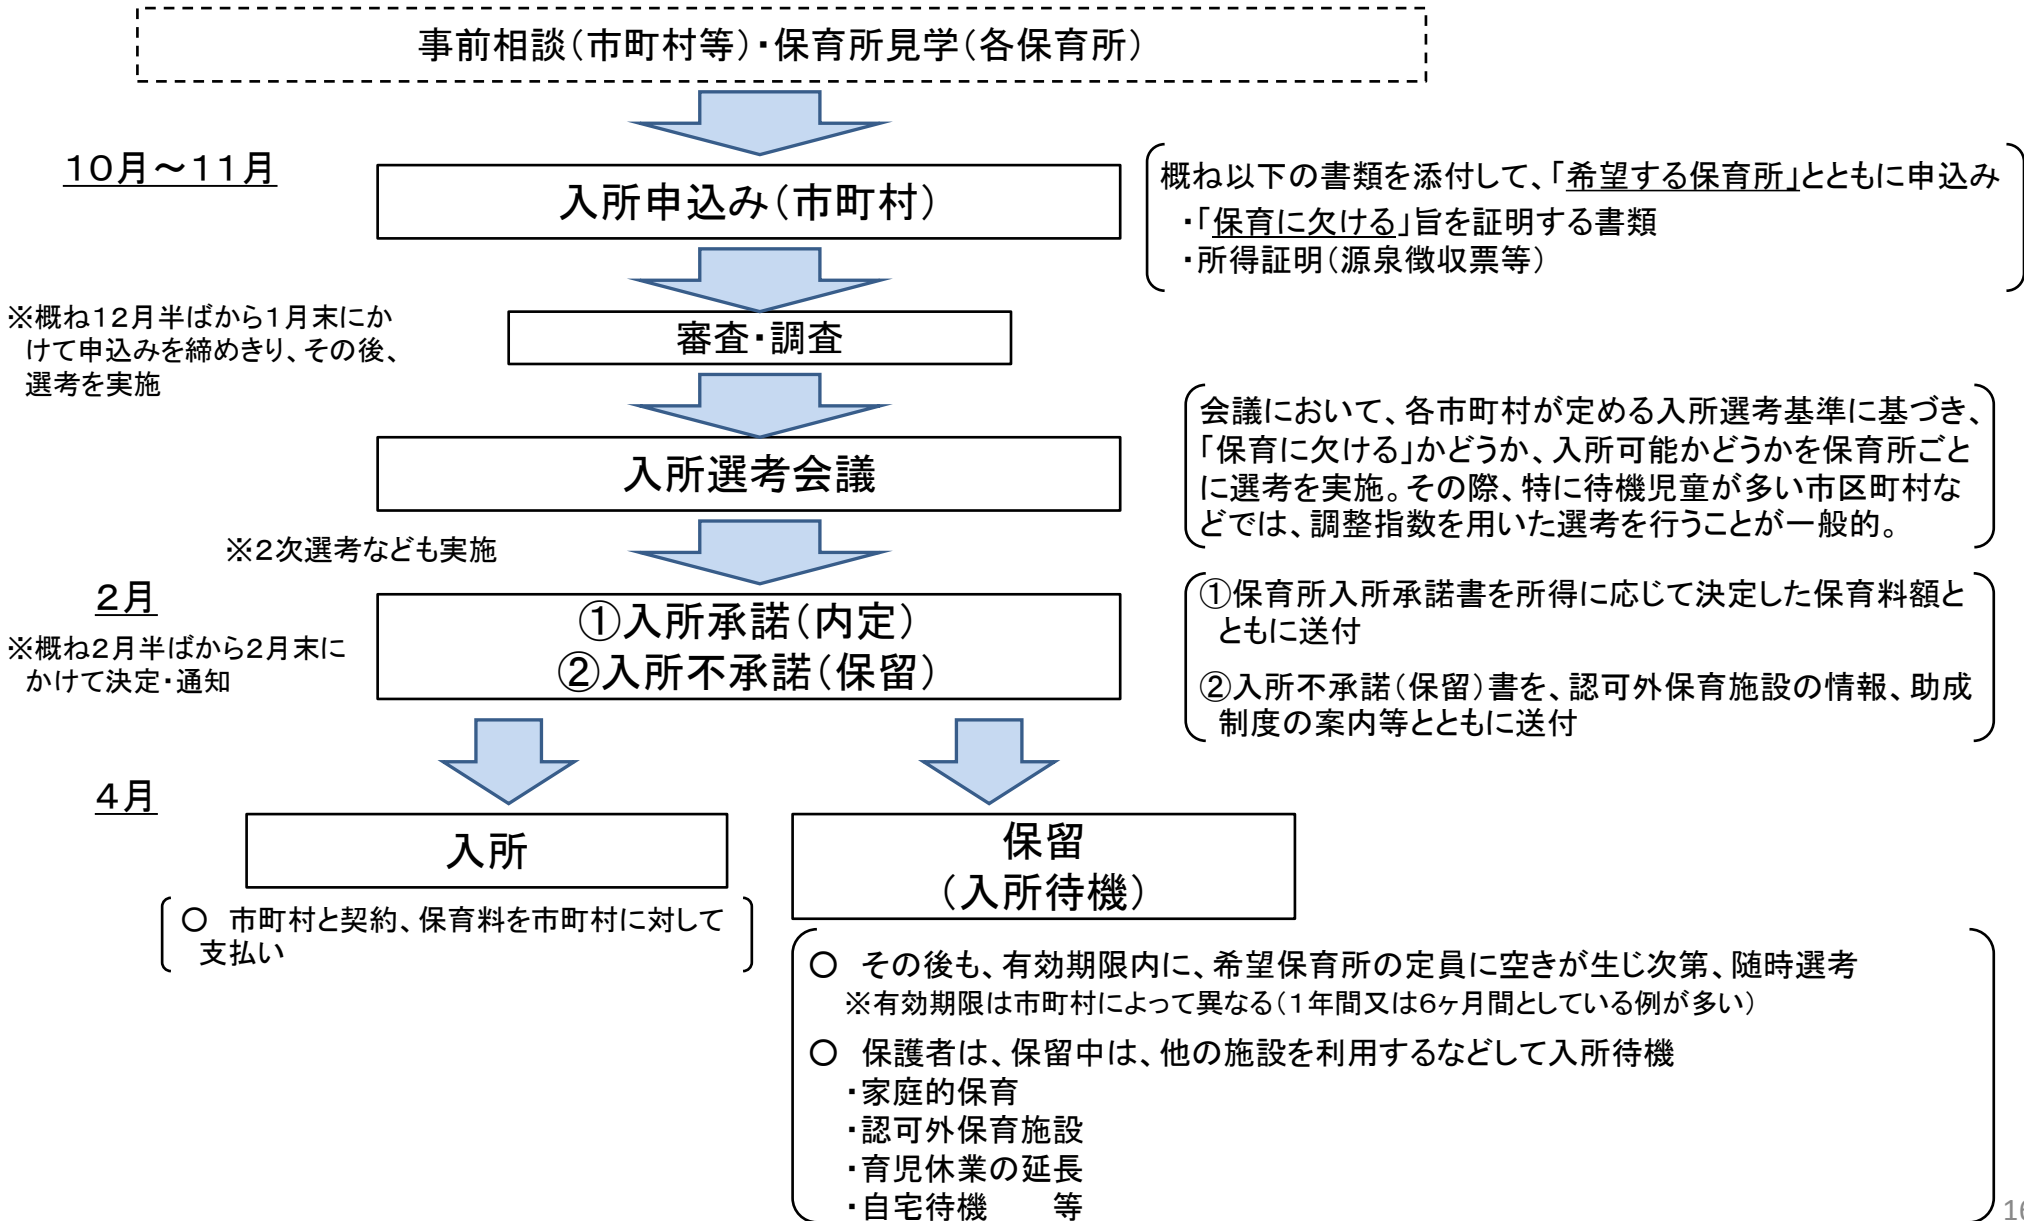 事前相談（市町村等）・保育所見学（各保育所）
１０月～１１月
入所申込み（市町村）
概ね以下の書類を添付して、「希望する保育所」とともに申込み
・「保育に欠ける」旨を証明する書類
・所得証明（源泉徴収票等）
※概ね１２月半ばから１月末にか
けて申込みを締めきり、その後、
選考を実施
審査・調査
入所選考会議
会議において、各市町村が定める入所選考基準に基づき、
「保育に欠ける」かどうか、入所可能かどうかを保育所ごと
に選考を実施。その際、特に待機児童が多い市区町村な
どでは、調整指数を用いた選考を行うことが一般的。
※２次選考なども実施
２月
※概ね２月半ばから２月末に
かけて決定・通知
①入所承諾（内定）
②入所不承諾（保留）
①保育所入所承諾書を所得に応じて決定した保育料額と
ともに送付
②入所不承諾（保留）書を、認可外保育施設の情報、助成
制度の案内等とともに送付
４月
入所
○　市町村と契約、保育料を市町村に対して
支払い
保留
（入所待機）
○　その後も、有効期限内に、希望保育所の定員に空きが生じ次第、随時選考
※有効期限は市町村によって異なる（１年間又は６ヶ月間としている例が多い）
○　保護者は、保留中は、他の施設を利用するなどして入所待機
・家庭的保育
・認可外保育施設
・育児休業の延長
・自宅待機　　等
16